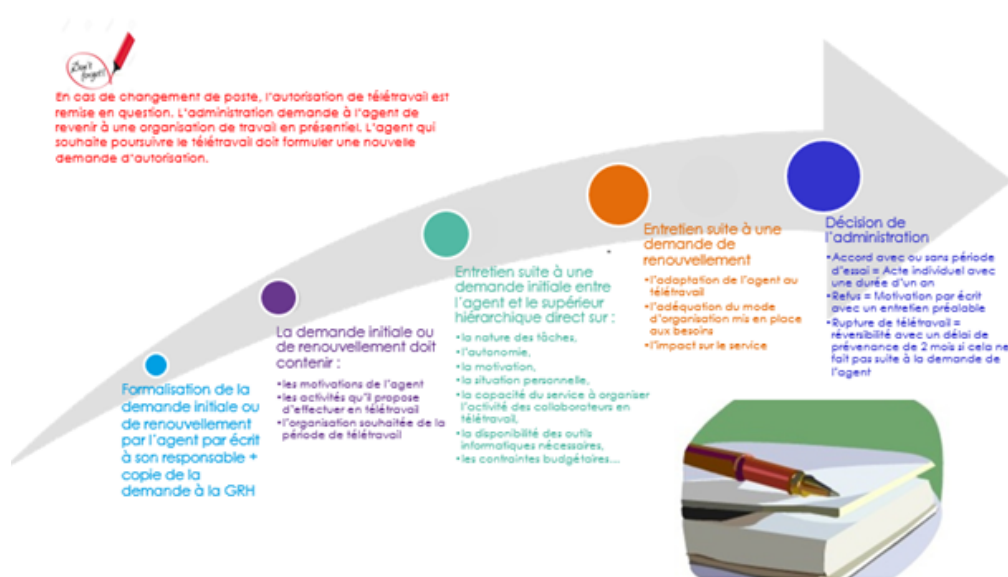 Don't
forget!
En cas de changement de poste, l'autorisation de télétravail est
remise en question. L'administration demande à l'agent de
revenir à une organisation de travail en présentiel. L'agent qui
souhaite poursuivre le télétravail doit formuler une nouvelle
demande d'autorisation.
Formalisation de la
demande initiale ou
de renouvellement
par l'agent par écrit
à son responsable +
copie de la
demande à la GRH
La demande initiale ou
de renouvellement doit
contenir :
•les motivations de l'agent
•les activités qu'il propose
d'effectuer en télétravail
•l'organisation souhaitée de la
période de télétravail
Entretien suite à une
demande initiale entre
l'agent et le supérieur
hiérarchique direct sur :
•la nature des tâches,
•l'autonomie,
•la motivation,
•la situation personnelle,
•la capacité du service à organiser
l'activité des collaborateurs en
télétravail,
•la disponibilité des outils
informatiques nécessaires,
•les contraintes budgétaires...
Entretien suite à une
demande de
renouvellement
•l'adaptation de l'agent au
télétravail
•l'adéquation du mode
d'organisation mis en place
aux besoins
•l'impact sur le service
Décision de
l'administration
•Accord avec ou sans période
d'essai = Acte individuel avec
une durée d'un an
•Refus = Motivation par écrit
avec un entretien préalable
•Rupture de télétravail =
réversibilité avec un délai de
prévenance de 2 mois si cela ne
fait pas suite à la demande de
l'agent